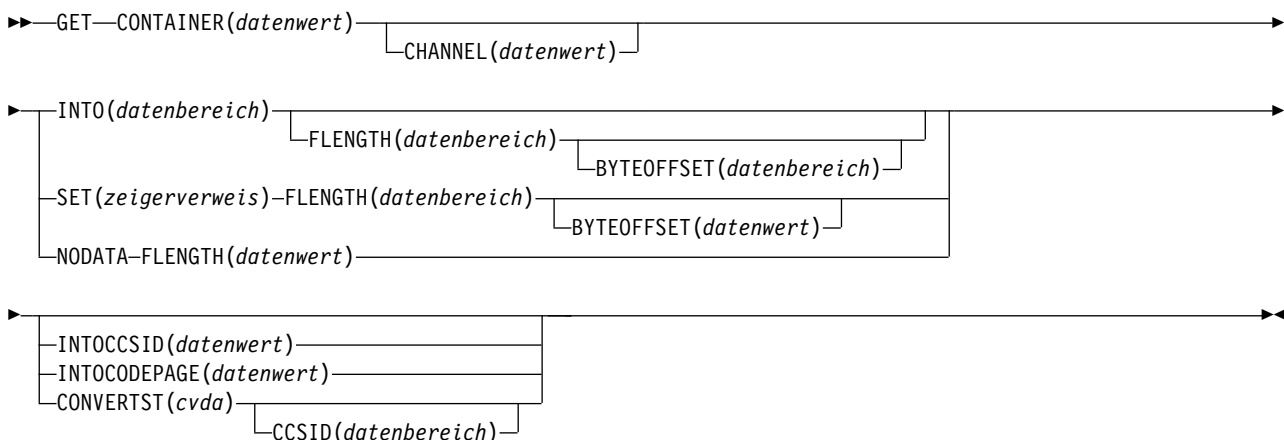 GET CONTAINER(datenwert)
CHANNEL(datenwert)
INTO(datenbereich)
FLENGTH(datenbereich)
BYTEOFFSET(datenbereich)
SET(zeigerverweis) FLENGTH(datenbereich)
BYTEOFFSET(datenwert)
NODATA FLENGTH(datenwert)
INTOCCSID(datenwert)
INTOCODEPAGE(datenwert)
CONVERTST(cvda)
CCSID(datenbereich)